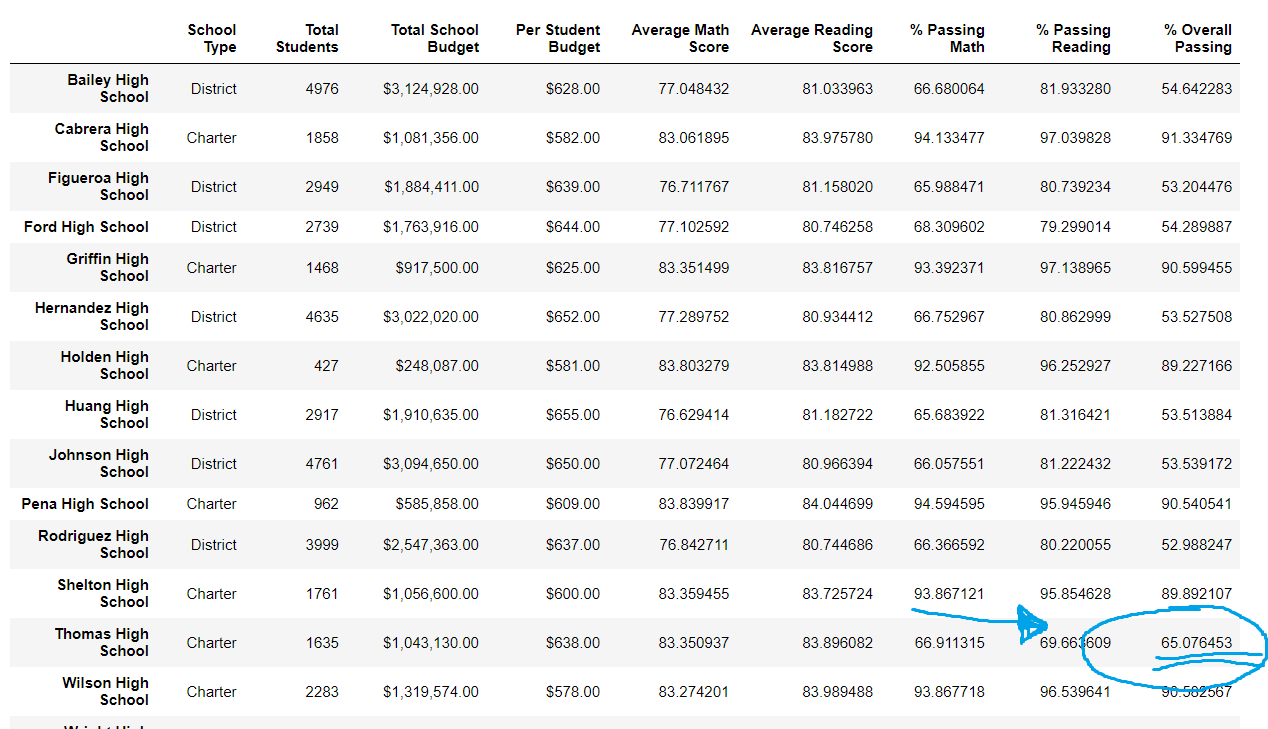 School Type Total Students Total School Budget Per Student Budget Average Math Score Average Reading Score % Passing Math % Passing Reading % Overall Passing
Bailey High School District 4976 $3,124,928.00 $628.00 77.048432 81.033963 66.680064 81.933280 54.642283
Cabrera High School Charter 1858 $1,081,356.00 $582.00 83.061895 83.975780 94.133477 97.039828 91.334769
Figueroa High School District 2949 $1,884,411.00 $639.00 76.711767 81.158020 65.988471 80.739234 53.204476
Ford High School District 2739 $1,763,916.00 $644.00 77.102592 80.746258 68.309602 79.299014 54.289887
Griffin High School Charter 1468 $917,500.00 $625.00 83.351499 83.816757 93.392371 97.138965 90.599455
Hernandez High School District 4635 $3,022,020.00 $652.00 77.289752 80.934412 66.752967 80.862999 53.527508
Holden High School Charter 427 $248,087.00 $581.00 83.803279 83.814988 92.505855 96.252927 89.227166
Huang High School District 2917 $1,910,635.00 $655.00 76.629414 81.182722 65.683922 81.316421 53.513884
Johnson High School District 4761 $3,094,650.00 $650.00 77.072464 80.966394 66.057551 81.222432 53.539172
Pena High School Charter 962 $585,858.00 $609.00 83.839917 84.044699 94.594595 95.945946 90.540541
Rodriguez High School District 3999 $2,547,363.00 $637.00 76.842711 80.744686 66.366592 80.220055 52.988247
Shelton High School Charter 1761 $1,056,600.00 $600.00 83.359455 83.725724 93.867121 95.854628 89.892107
Thomas High School Charter 1635 $1,043,130.00 $638.00 83.350937 83.896082 66.911315 69.663609 65.076453
Wilson High School Charter 2283 $1,319,574.00 $578.00 83.274201 83.989488 93.867718 96.539641 90.582567